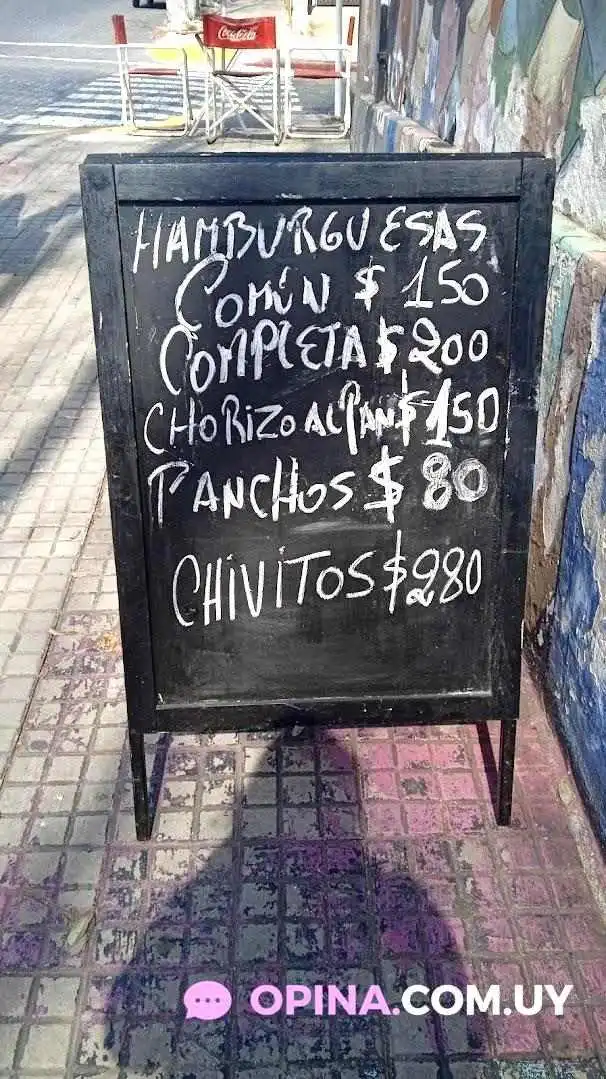 Coca-Cola
HAMBURGUESAS
COMÚN $ 150
COMPLETA $ 200
CHORIZO AL PAN $ 150
PANCHOS $ 80
CHIVITOS $ 280
OPINA.COM.UY